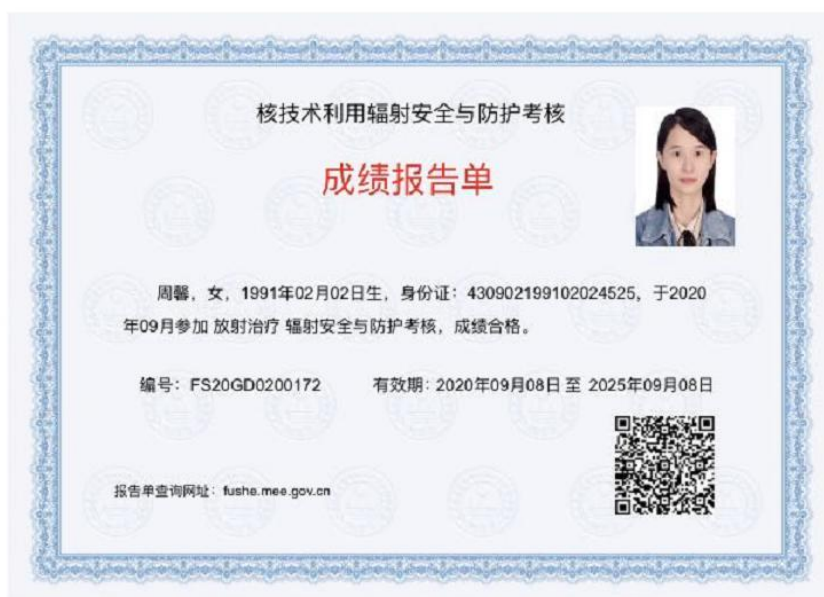 核技术利用辐射安全与防护考核
成绩报告单
周馨，女，1991年02月02日生，身份证：430902199102024525，于2020
年09月参加 放射治疗 辐射安全与防护考核，成绩合格。
编号：FS20GD0200172 有效期：2020年09月08日 至 2025年09月08日
报告单查询网址：fushe.mee.gov.cn